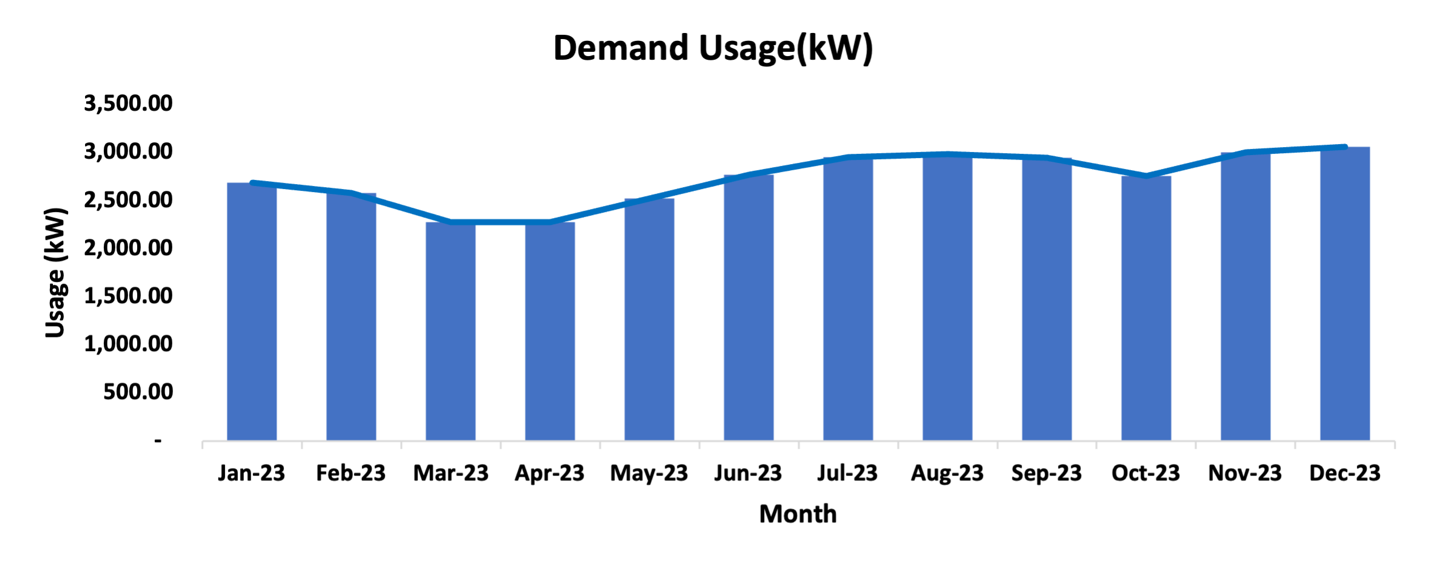 Demand Usage(kW)
3,500.00
3,000.00
2,500.00
2,000.00
1,500.00
1,000.00
500.00
-
Usage (kW)
Jan-23 Feb-23 Mar-23 Apr-23 May-23 Jun-23 Jul-23 Aug-23 Sep-23 Oct-23 Nov-23 Dec-23
Month